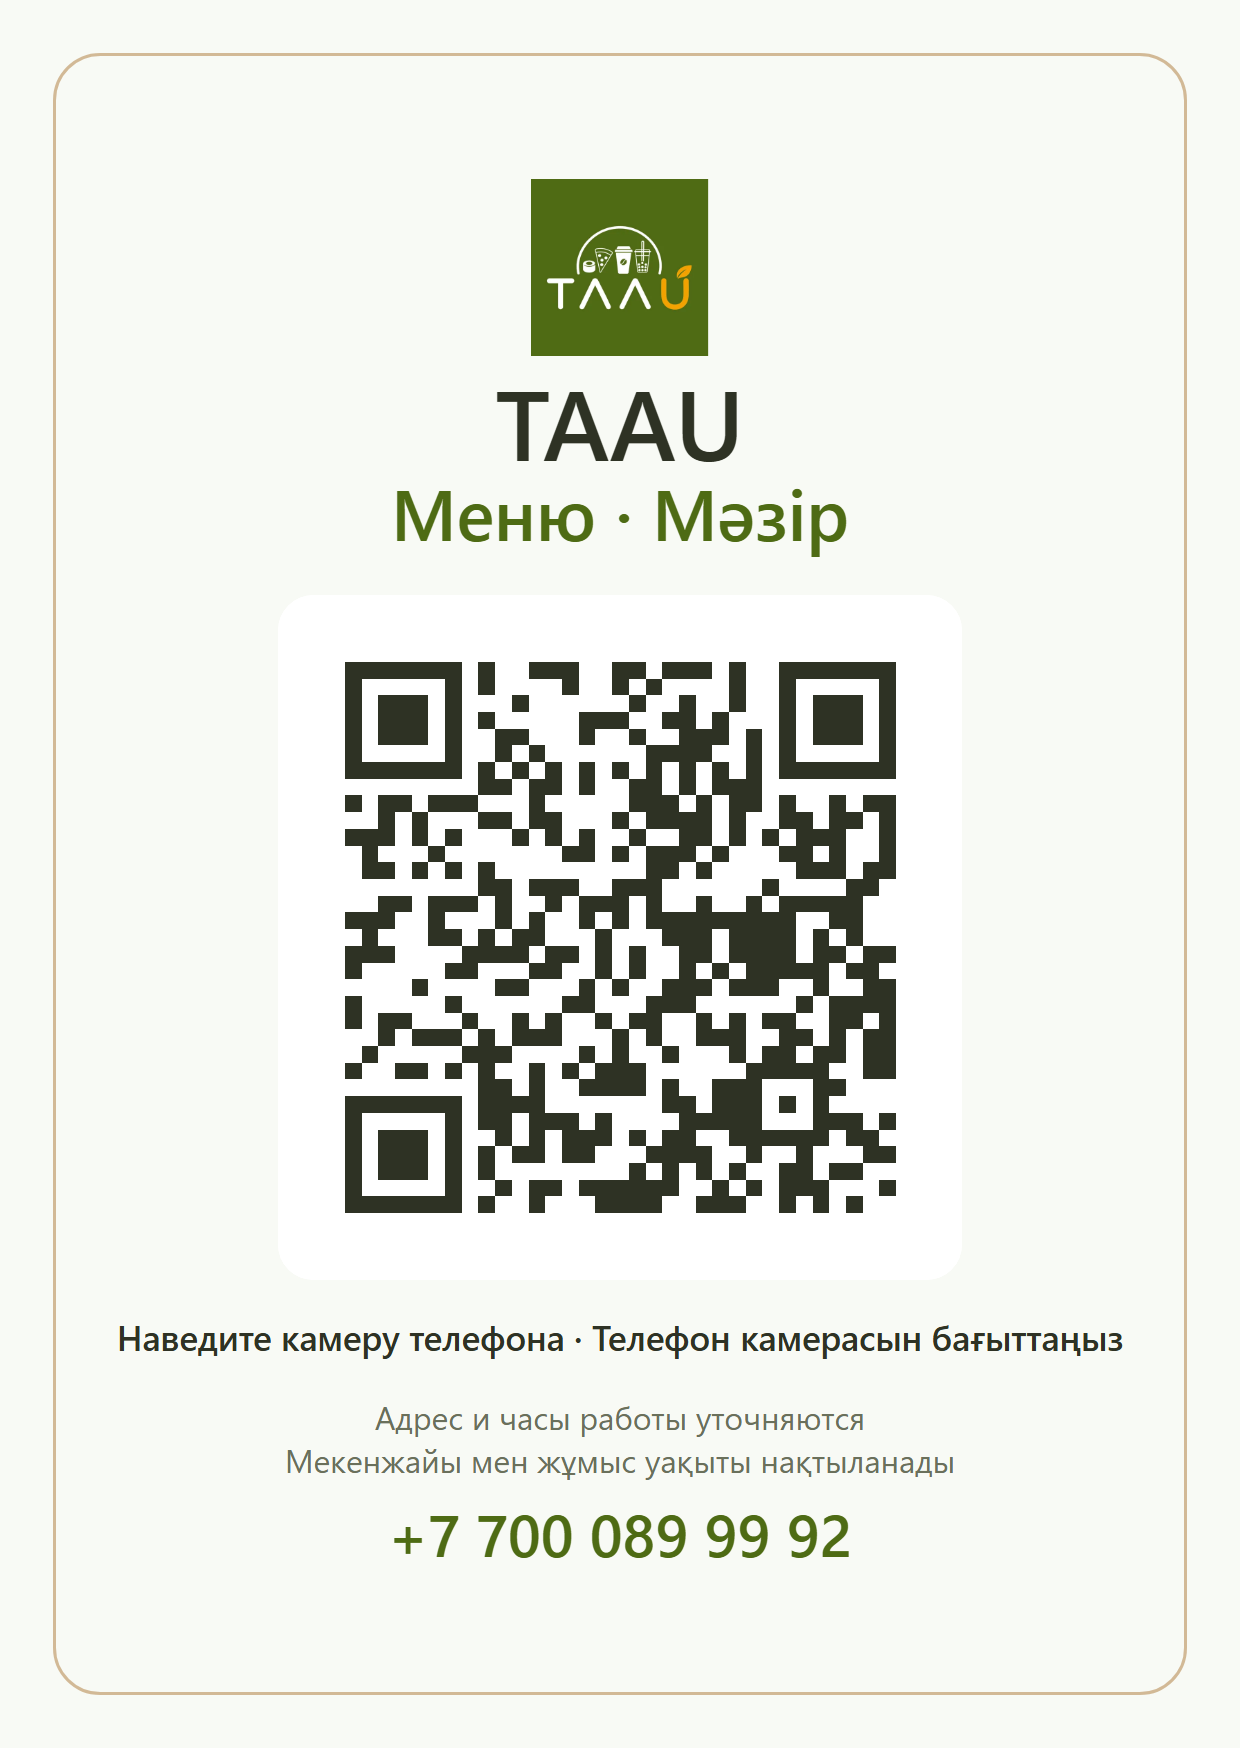 TAAU
TAAU
Меню · Мәзір
Наведите камеру телефона · Телефон камерасын бағыттаңыз
Адрес и часы работы уточняются
Мекенжайы мен жұмыс уақыты нақтыланады
+7 700 089 99 92